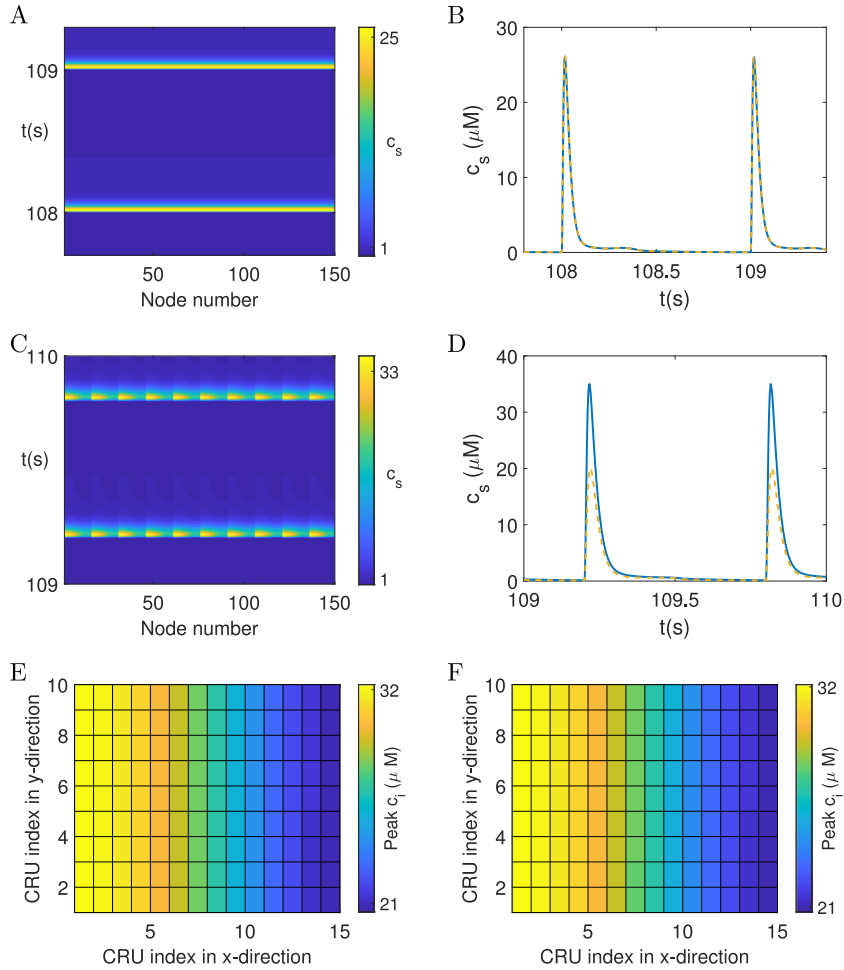 A
109
t(s)
108
50
100
150
Node number
25
c_s
1
B
30
20
10
0
c_s (μM)
108
108.5
109
t(s)
C
110
t(s)
109
50
100
150
Node number
33
c_s
1
D
40
30
20
10
0
c_s (μM)
109
109.5
110
t(s)
E
10
8
6
4
2
CRU index in y-direction
5
10
15
CRU index in x-direction
32
Peak c_i (μ M)
21
F
10
8
6
4
2
CRU index in y-direction
5
10
15
CRU index in x-direction
32
Peak c_i (μ M)
21